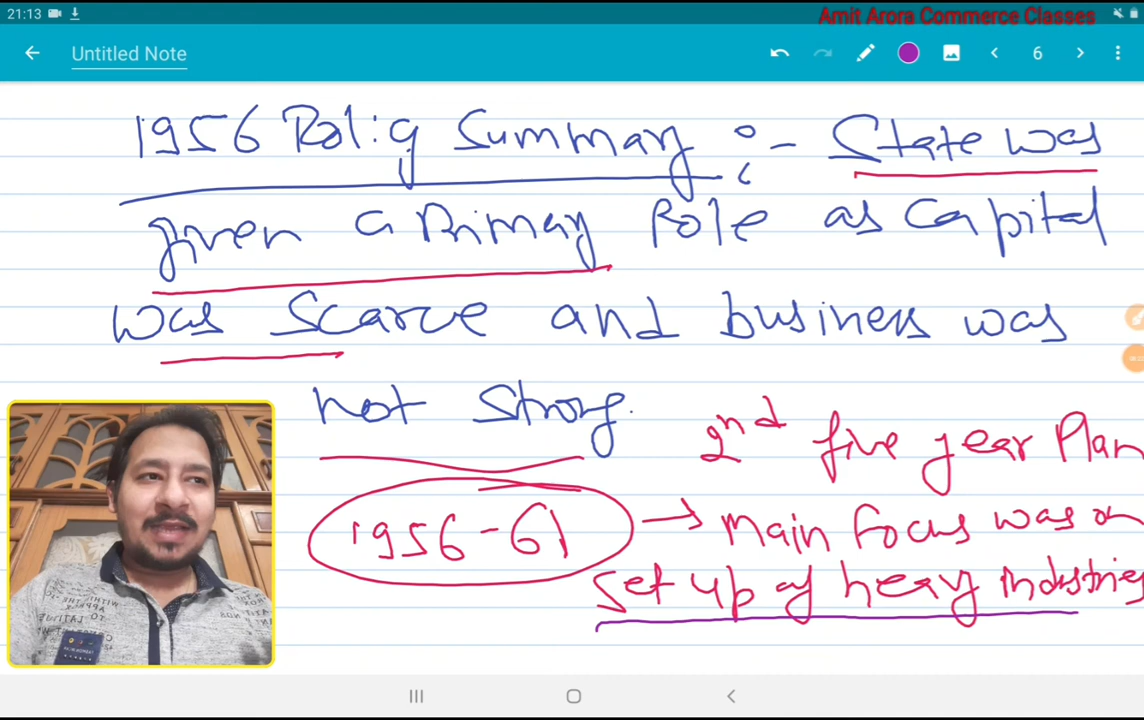 21:13
Amit Arora Commerce Classes
Untitled Note
6
1956 Policy Summary :- State was
given a Primary Role as Capital
was Scarce and business was
not Strong.
2nd five year Plan
1956-61 → main focus was on
set up of heavy industries